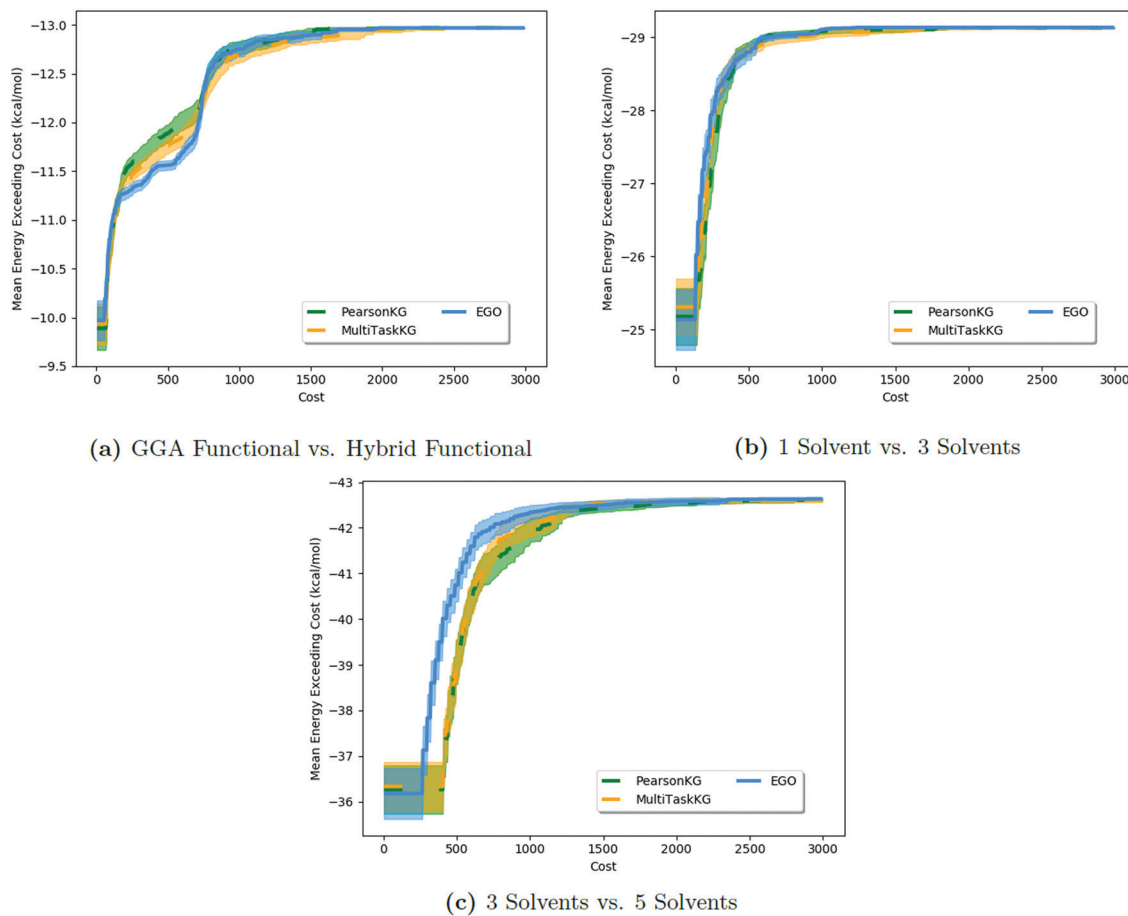 Mean Energy Exceeding Cost (kcal/mol)
−13.0
−12.5
−12.0
−11.5
−11.0
−10.5
−10.0
−9.5
PearsonKG
MultiTaskKG
EGO
0 500 1000 1500 2000 2500 3000
Cost
(a) GGA Functional vs. Hybrid Functional
Mean Energy Exceeding Cost (kcal/mol)
−29
−28
−27
−26
−25
PearsonKG
MultiTaskKG
EGO
0 500 1000 1500 2000 2500 3000
Cost
(b) 1 Solvent vs. 3 Solvents
Mean Energy Exceeding Cost (kcal/mol)
−43
−42
−41
−40
−39
−38
−37
−36
PearsonKG
MultiTaskKG
EGO
0 500 1000 1500 2000 2500 3000
Cost
(c) 3 Solvents vs. 5 Solvents